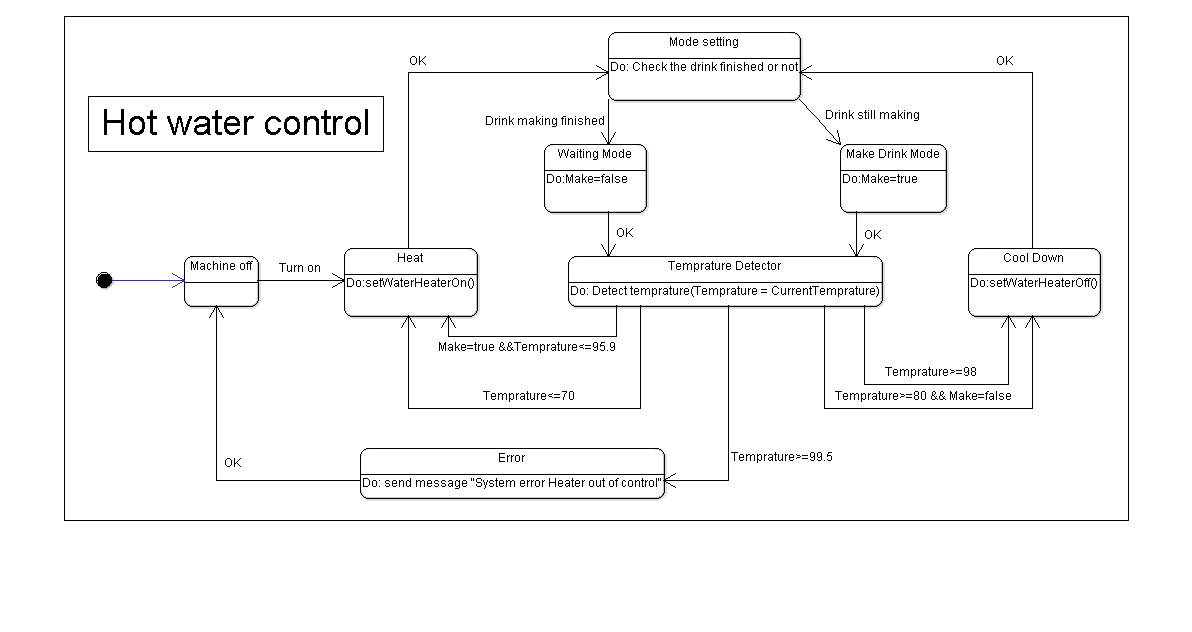 Mode setting
OK
OK
Do: Check the drink finished or not
Hot water control
Drink making finished
Drink still making
Waiting Mode
Make Drink Mode
Do:Make=false
Do:Make=true
OK
OK
Machine off
Turn on
Heat
Temprature Detector
Cool Down
Do:setWaterHeaterOn()
Do: Detect temprature(Temprature = CurrentTemprature)
Do:setWaterHeaterOff()
Make=true &&Temprature<=95.9
Temprature>=98
Temprature<=70
Temprature>=80 && Make=false
Error
Temprature>=99.5
OK
Do: send message "System error Heater out of control"